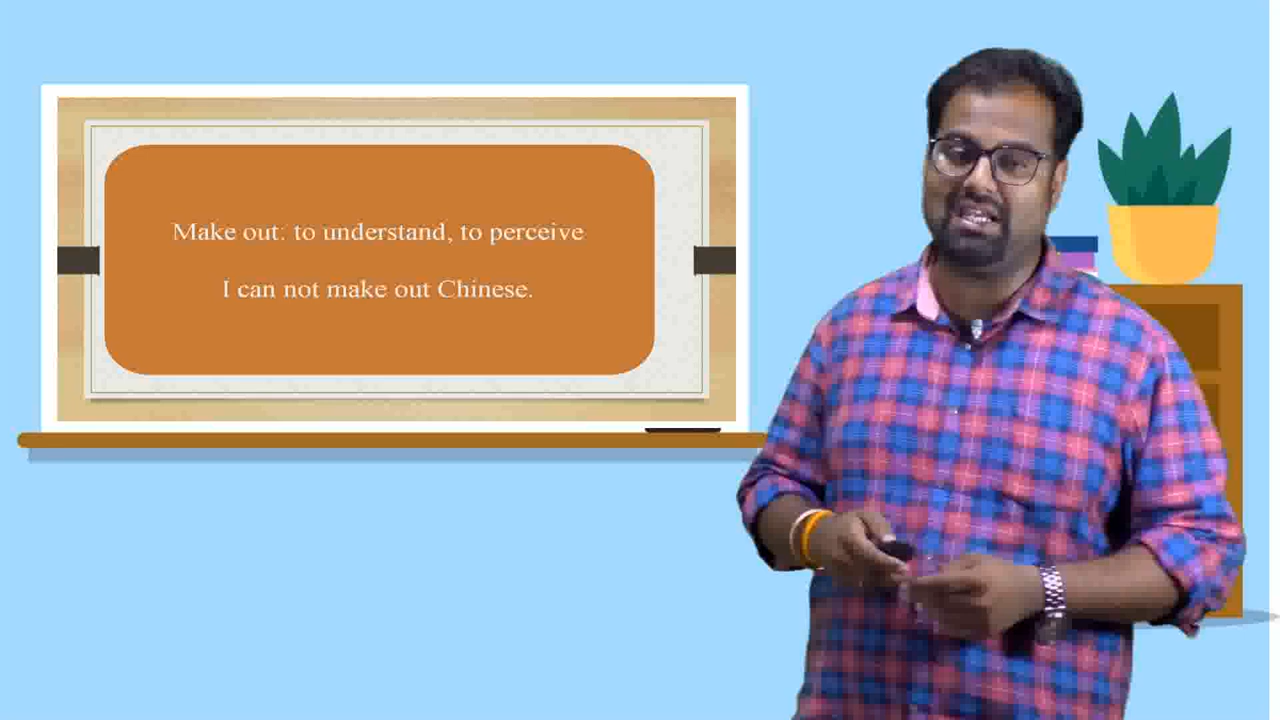 Make out: to understand, to perceive
I can not make out Chinese.